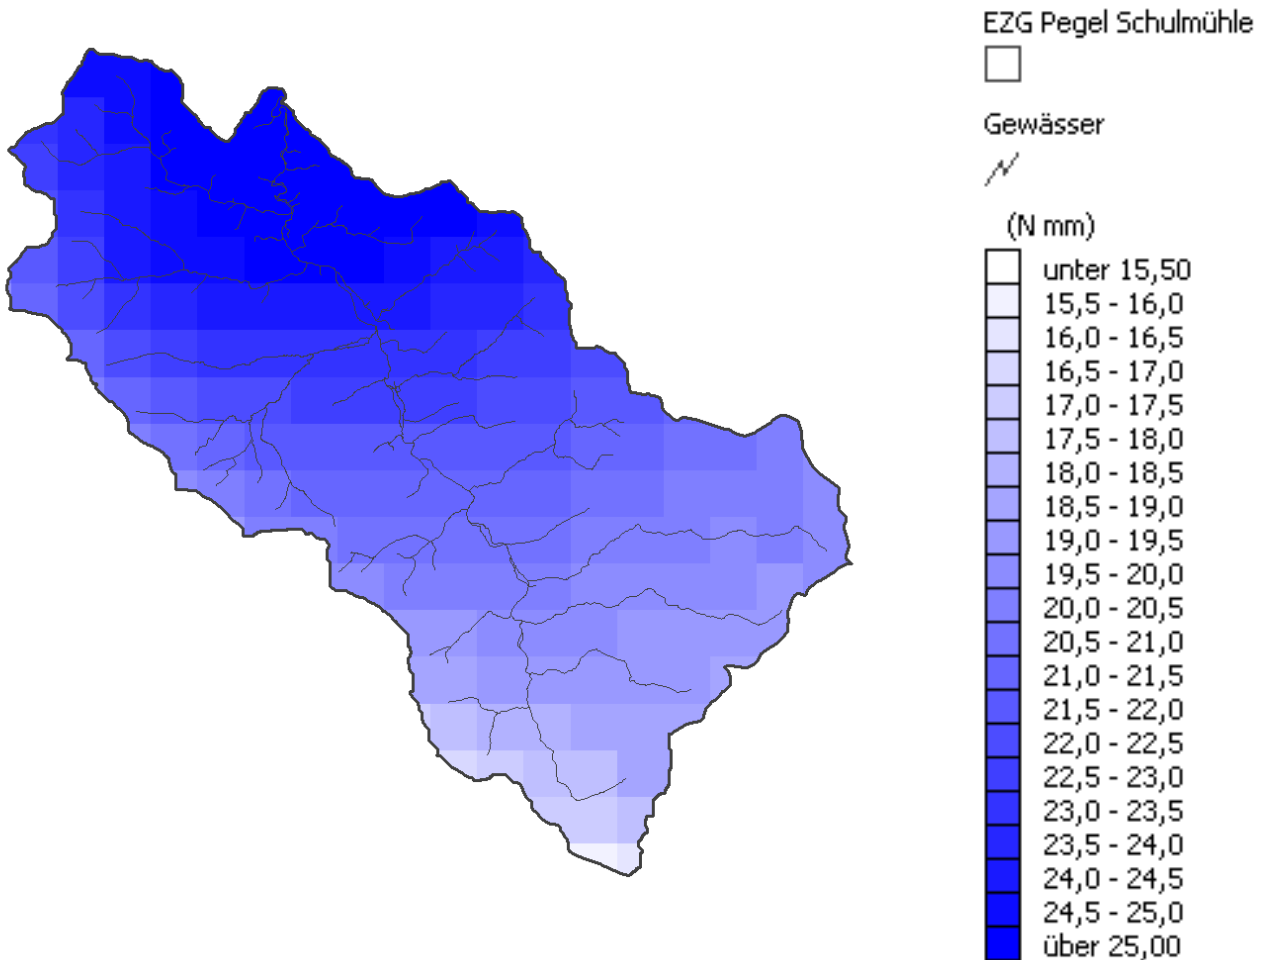 EZG Pegel Schulmühle
Gewässer
(N mm)
unter 15,50
15,5 - 16,0
16,0 - 16,5
16,5 - 17,0
17,0 - 17,5
17,5 - 18,0
18,0 - 18,5
18,5 - 19,0
19,0 - 19,5
19,5 - 20,0
20,0 - 20,5
20,5 - 21,0
21,0 - 21,5
21,5 - 22,0
22,0 - 22,5
22,5 - 23,0
23,0 - 23,5
23,5 - 24,0
24,0 - 24,5
24,5 - 25,0
über 25,00